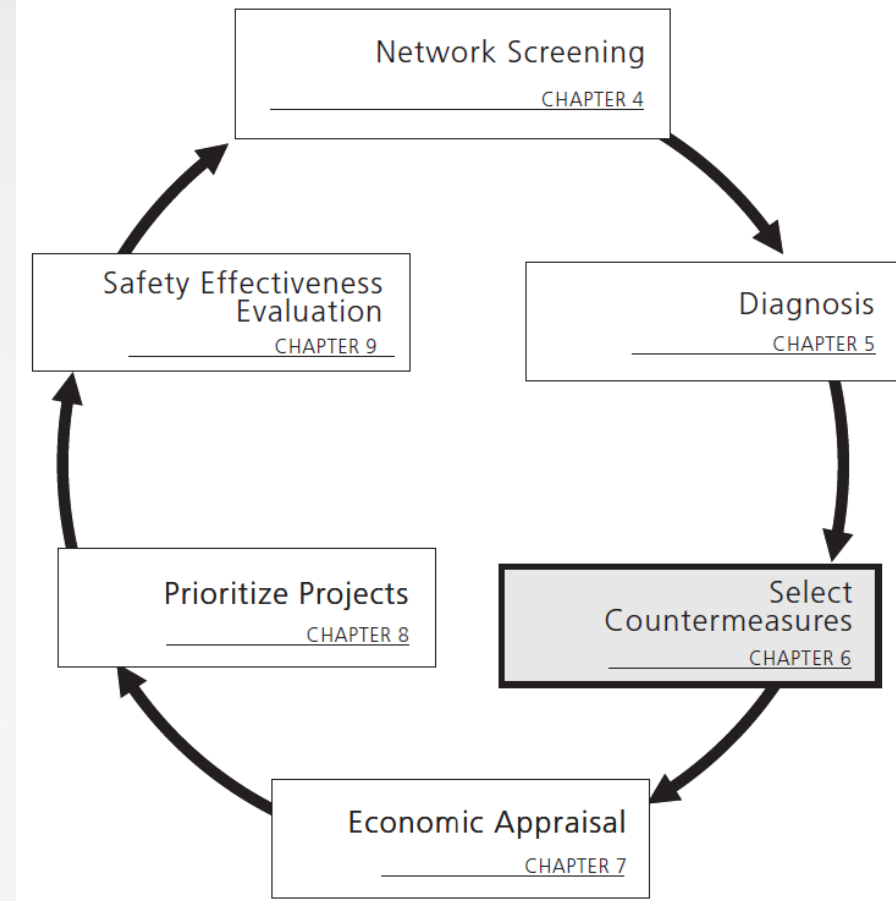 Network Screening
CHAPTER 4
Safety Effectiveness
Evaluation
CHAPTER 9
Diagnosis
CHAPTER 5
Prioritize Projects
CHAPTER 8
Select
Countermeasures
CHAPTER 6
Economic Appraisal
CHAPTER 7